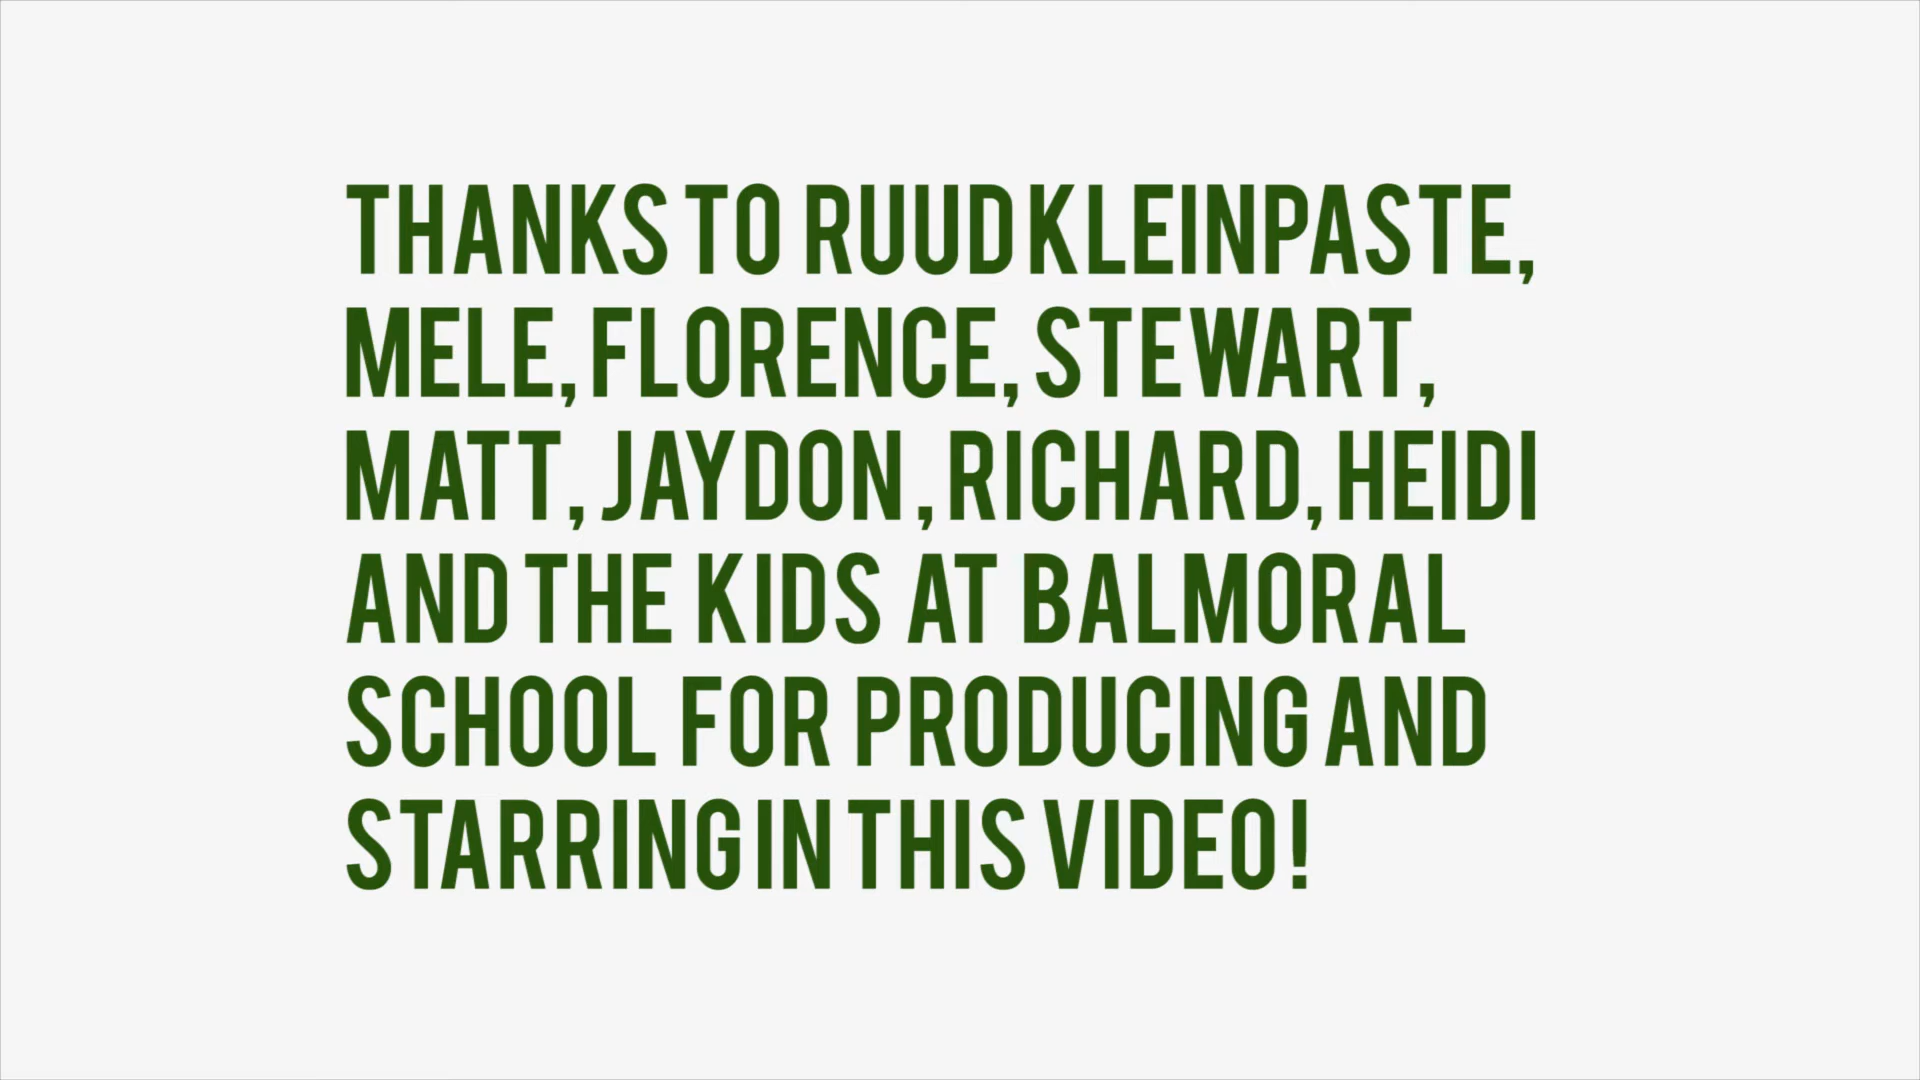 THANKS TO RUUD KLEINPASTE,
MELE, FLORENCE, STEWART,
MATT, JAYDON, RICHARD, HEIDI
AND THE KIDS AT BALMORAL
SCHOOL FOR PRODUCING AND
STARRING IN THIS VIDEO!